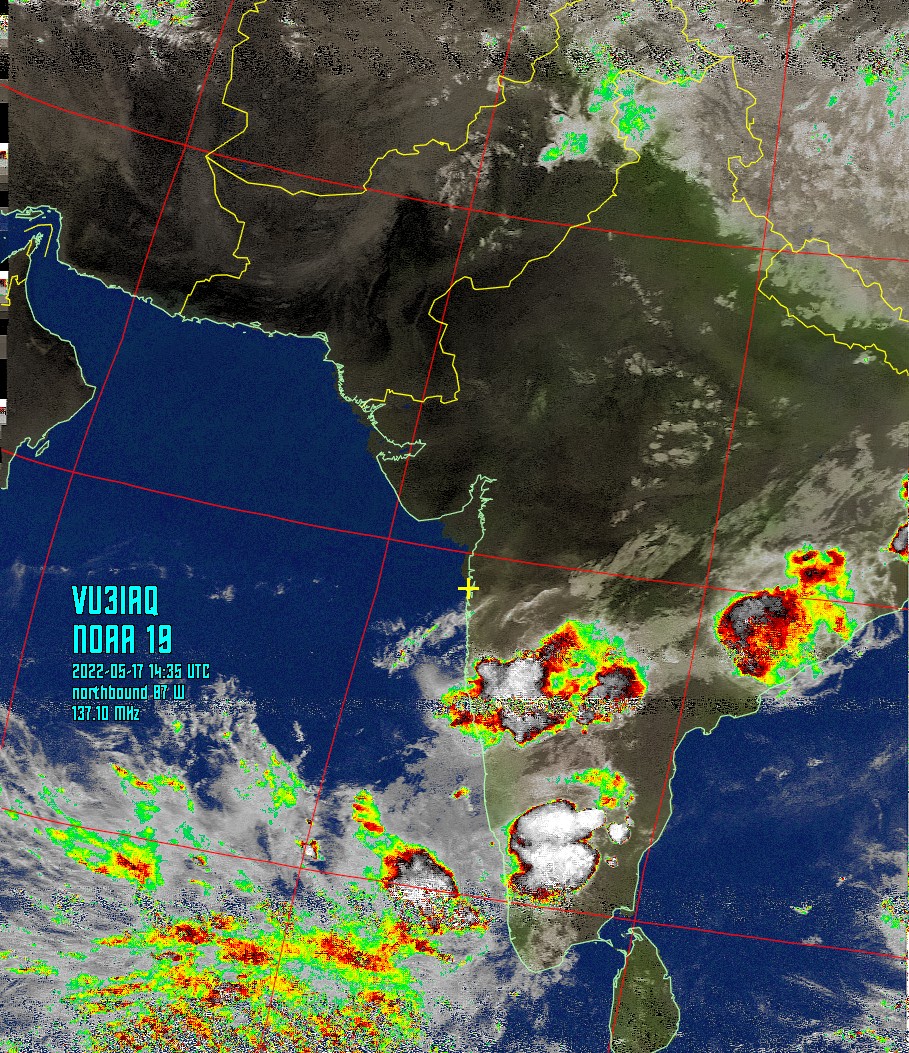 VU3IAQ
NOAA 19
2022-05-17 14:35 UTC
northbound 87 W
137.10 MHz